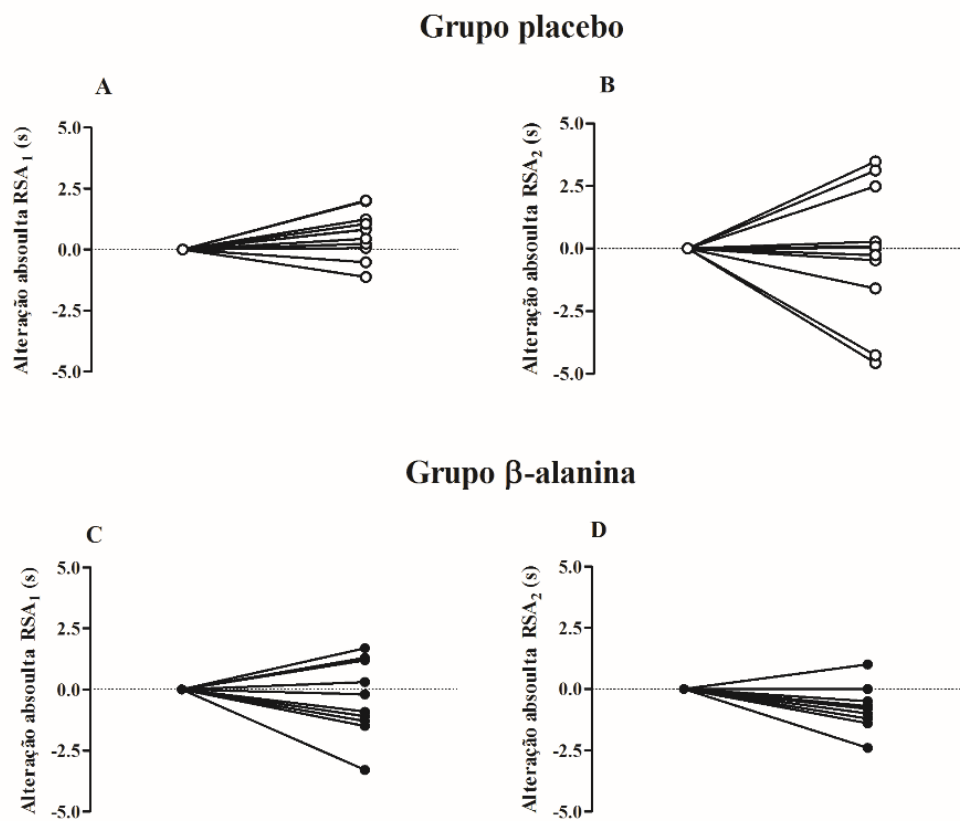 Grupo placebo
A
B
Alteração absoulta RSA1 (s)
5.0
2.5
0.0
-2.5
-5.0
Alteração absoulta RSA2 (s)
5.0
2.5
0.0
-2.5
-5.0
Grupo β-alanina
C
D
Alteração absoulta RSA1 (s)
5.0
2.5
0.0
-2.5
-5.0
Alteração absoulta RSA2 (s)
5.0
2.5
0.0
-2.5
-5.0